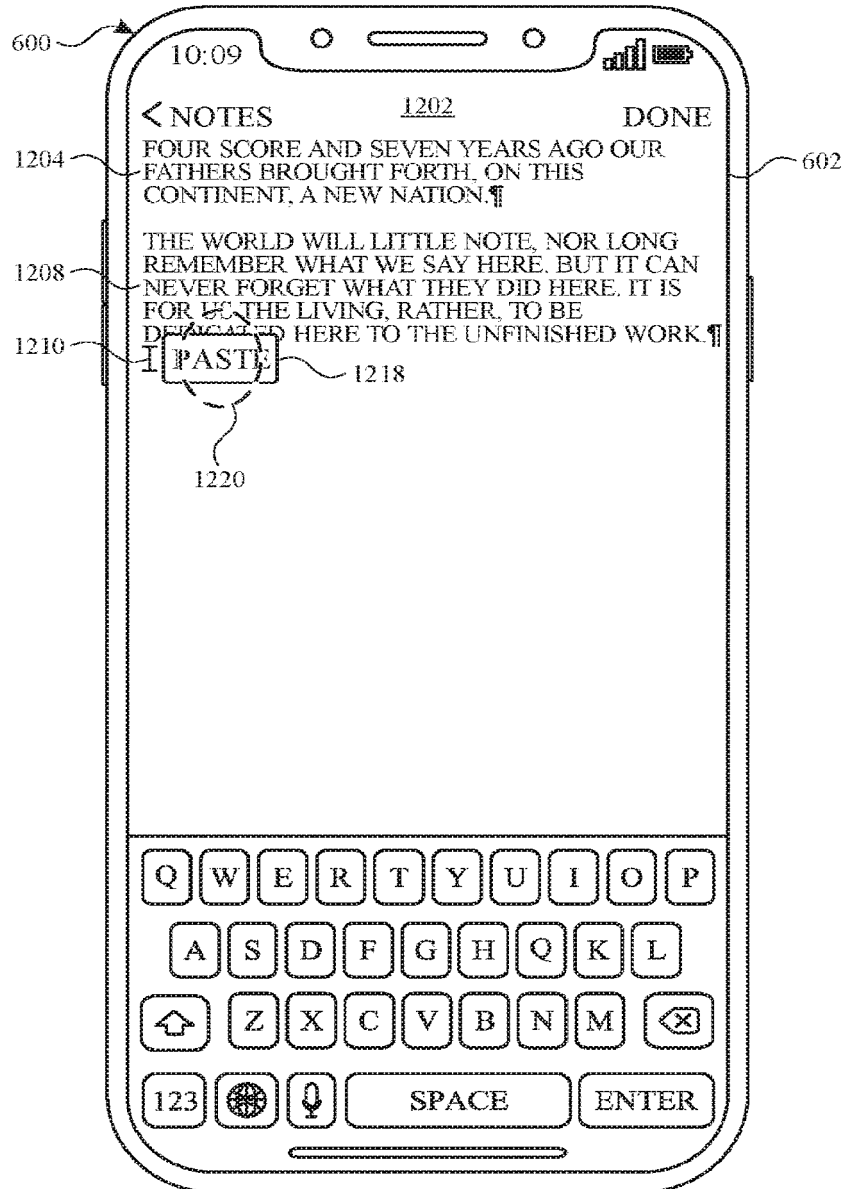 600
10:09
< NOTES 1202 DONE
1204
602
FOUR SCORE AND SEVEN YEARS AGO OUR
FATHERS BROUGHT FORTH, ON THIS
CONTINENT, A NEW NATION.¶
THE WORLD WILL LITTLE NOTE, NOR LONG
REMEMBER WHAT WE SAY HERE. BUT IT CAN
1208
NEVER FORGET WHAT THEY DID HERE. IT IS
FOR US THE LIVING, RATHER, TO BE
DEDICATED HERE TO THE UNFINISHED WORK.¶
1210
PASTE
1218
1220
Q W E R T Y U I O P
A S D F G H Q K L
Z X C V B N M
123 SPACE ENTER